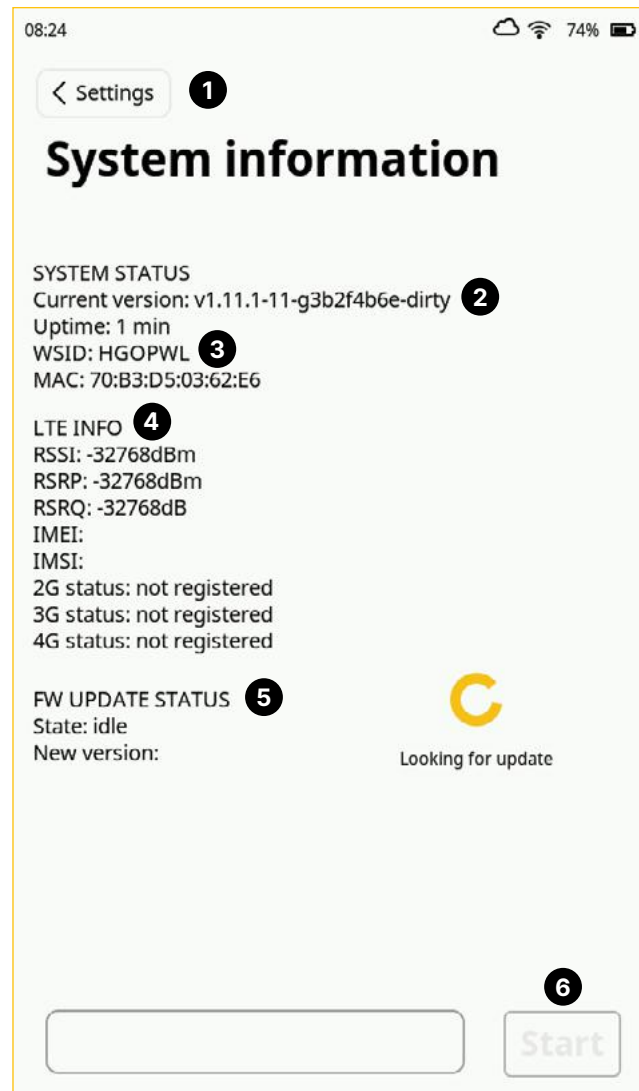 08:24 74%
Settings 1
System information
SYSTEM STATUS
Current version: v1.11.1-11-g3b2f4b6e-dirty 2
Uptime: 1 min
WSID: HGOPWL 3
MAC: 70:B3:D5:03:62:E6
LTE INFO 4
RSSI: -32768dBm
RSRP: -32768dBm
RSRQ: -32768dB
IMEI:
IMSI:
2G status: not registered
3G status: not registered
4G status: not registered
FW UPDATE STATUS 5
State: idle
New version:
Looking for update
6
Start